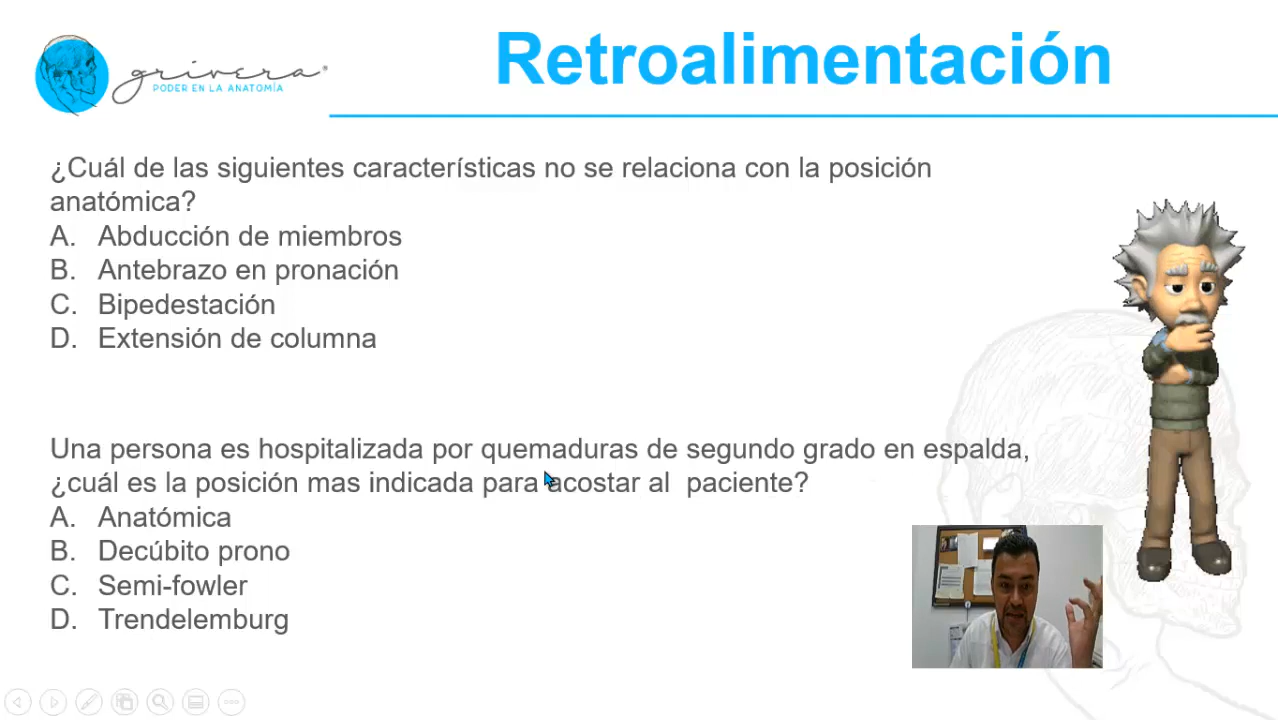 grivera®
PODER EN LA ANATOMÍA
Retroalimentación
¿Cuál de las siguientes características no se relaciona con la posición
anatómica?
A. Abducción de miembros
B. Antebrazo en pronación
C. Bipedestación
D. Extensión de columna
Una persona es hospitalizada por quemaduras de segundo grado en espalda,
¿cuál es la posición mas indicada para acostar al paciente?
A. Anatómica
B. Decúbito prono
C. Semi-fowler
D. Trendelemburg